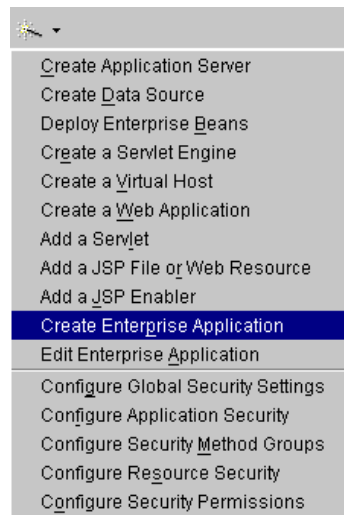 Create Application Server
Create Data Source
Deploy Enterprise Beans
Create a Servlet Engine
Create a Virtual Host
Create a Web Application
Add a Servlet
Add a JSP File or Web Resource
Add a JSP Enabler
Create Enterprise Application
Edit Enterprise Application
Configure Global Security Settings
Configure Application Security
Configure Security Method Groups
Configure Resource Security
Configure Security Permissions